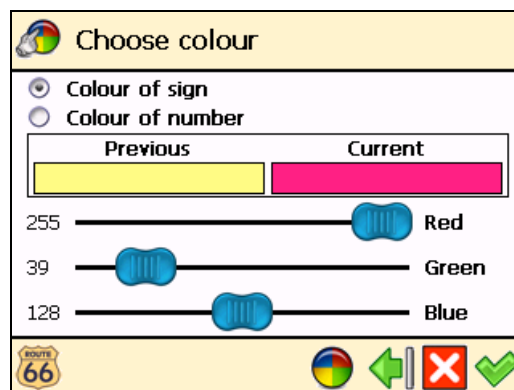 Choose colour
Colour of sign
Colour of number
Previous Current
255 Red
39 Green
128 Blue
ROUTE
66